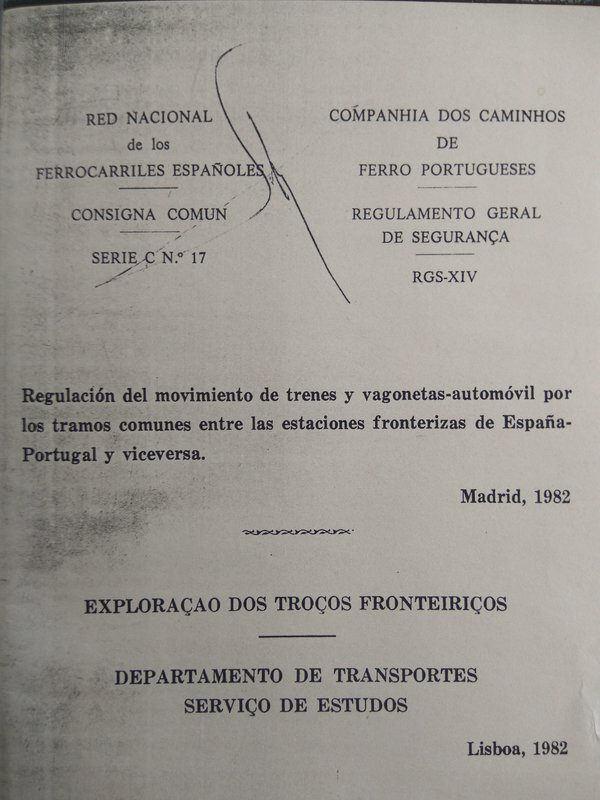 RED NACIONAL
de los
FERROCARRILES ESPAÑOLES
CONSIGNA COMUN
SERIE C N.º 17
COMPANHIA DOS CAMINHOS
DE
FERRO PORTUGUESES
REGULAMENTO GERAL
DE SEGURANÇA
RGS-XIV
Regulación del movimiento de trenes y vagonetas-automóvil por
los tramos comunes entre las estaciones fronterizas de España-
Portugal y viceversa.
Madrid, 1982
EXPLORAÇAO DOS TROÇOS FRONTEIRIÇOS
DEPARTAMENTO DE TRANSPORTES
SERVIÇO DE ESTUDOS
Lisboa, 1982